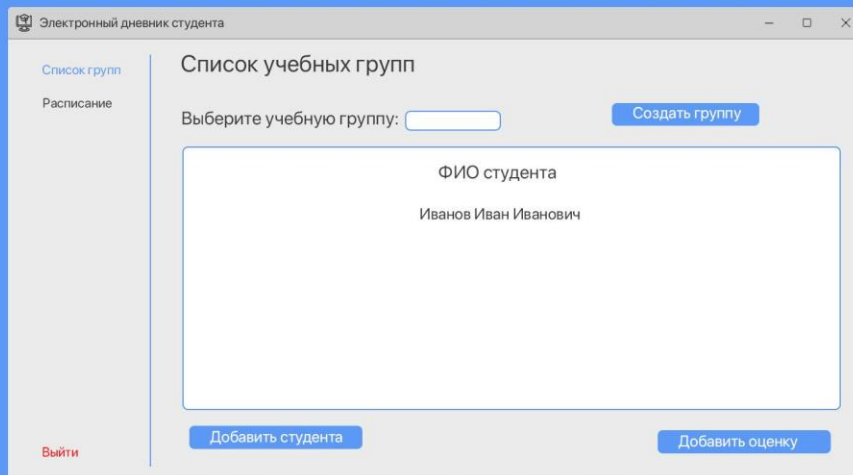 Электронный дневник студента
Список групп
Расписание
Выйти
Список учебных групп
Выберите учебную группу:
Создать группу
ФИО студента
Иванов Иван Иванович
Добавить студента
Добавить оценку